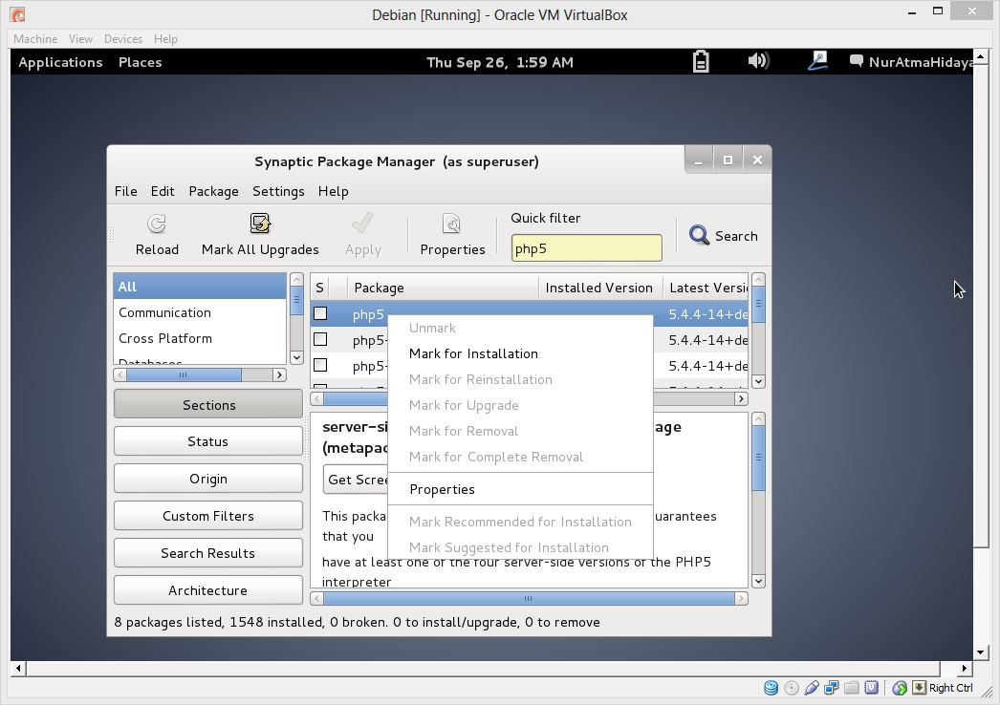 Debian [Running] - Oracle VM VirtualBox
Machine View Devices Help
Applications Places Thu Sep 26, 1:59 AM NurAtmaHidaya
Synaptic Package Manager (as superuser)
File Edit Package Settings Help
Reload Mark All Upgrades Apply Properties
Quick filter
php5
Search
All
Communication
Cross Platform
Databases
Sections
Status
Origin
Custom Filters
Search Results
Architecture
S Package Installed Version Latest Versi
php5 5.4.4-14+de
php5- 5.4.4-14+de
php5- 5.4.4-14+de
Unmark
Mark for Installation
Mark for Reinstallation
Mark for Upgrade
Mark for Removal
Mark for Complete Removal
Properties
Mark Recommended for Installation
Mark Suggested for Installation
server-si age
(metapac
Get Scree
This packa uarantees
that you
have at least one of the four server-side versions of the PHP5
interpreter
8 packages listed, 1548 installed, 0 broken. 0 to install/upgrade, 0 to remove
Right Ctrl